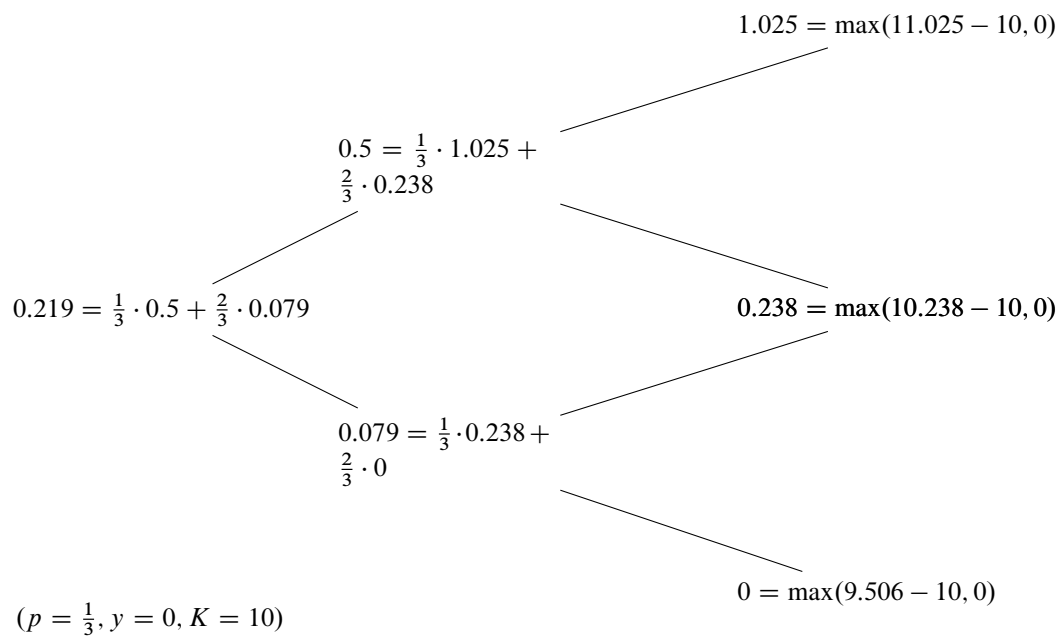 1.025 = max(11.025 − 10, 0)
0.5 = 1/3 · 1.025 +
2/3 · 0.238
0.219 = 1/3 · 0.5 + 2/3 · 0.079
0.238 = max(10.238 − 10, 0)
0.079 = 1/3 · 0.238 +
2/3 · 0
0 = max(9.506 − 10, 0)
(p = 1/3, y = 0, K = 10)